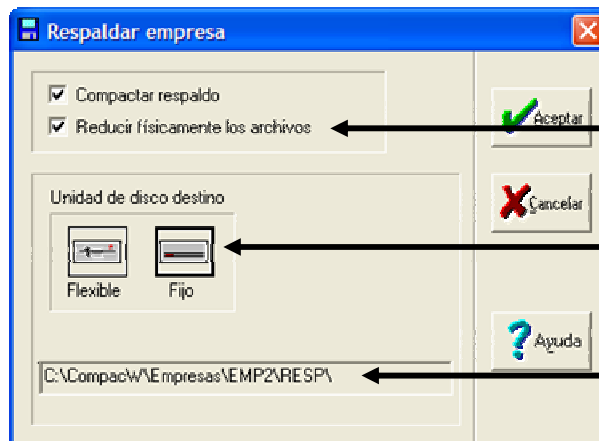 Respaldar empresa
Compactar respaldo
Reducir físicamente los archivos
Aceptar
Unidad de disco destino
Cancelar
Flexible
Fijo
Ayuda
C:\CompacW\Empresas\EMP2\RESP\